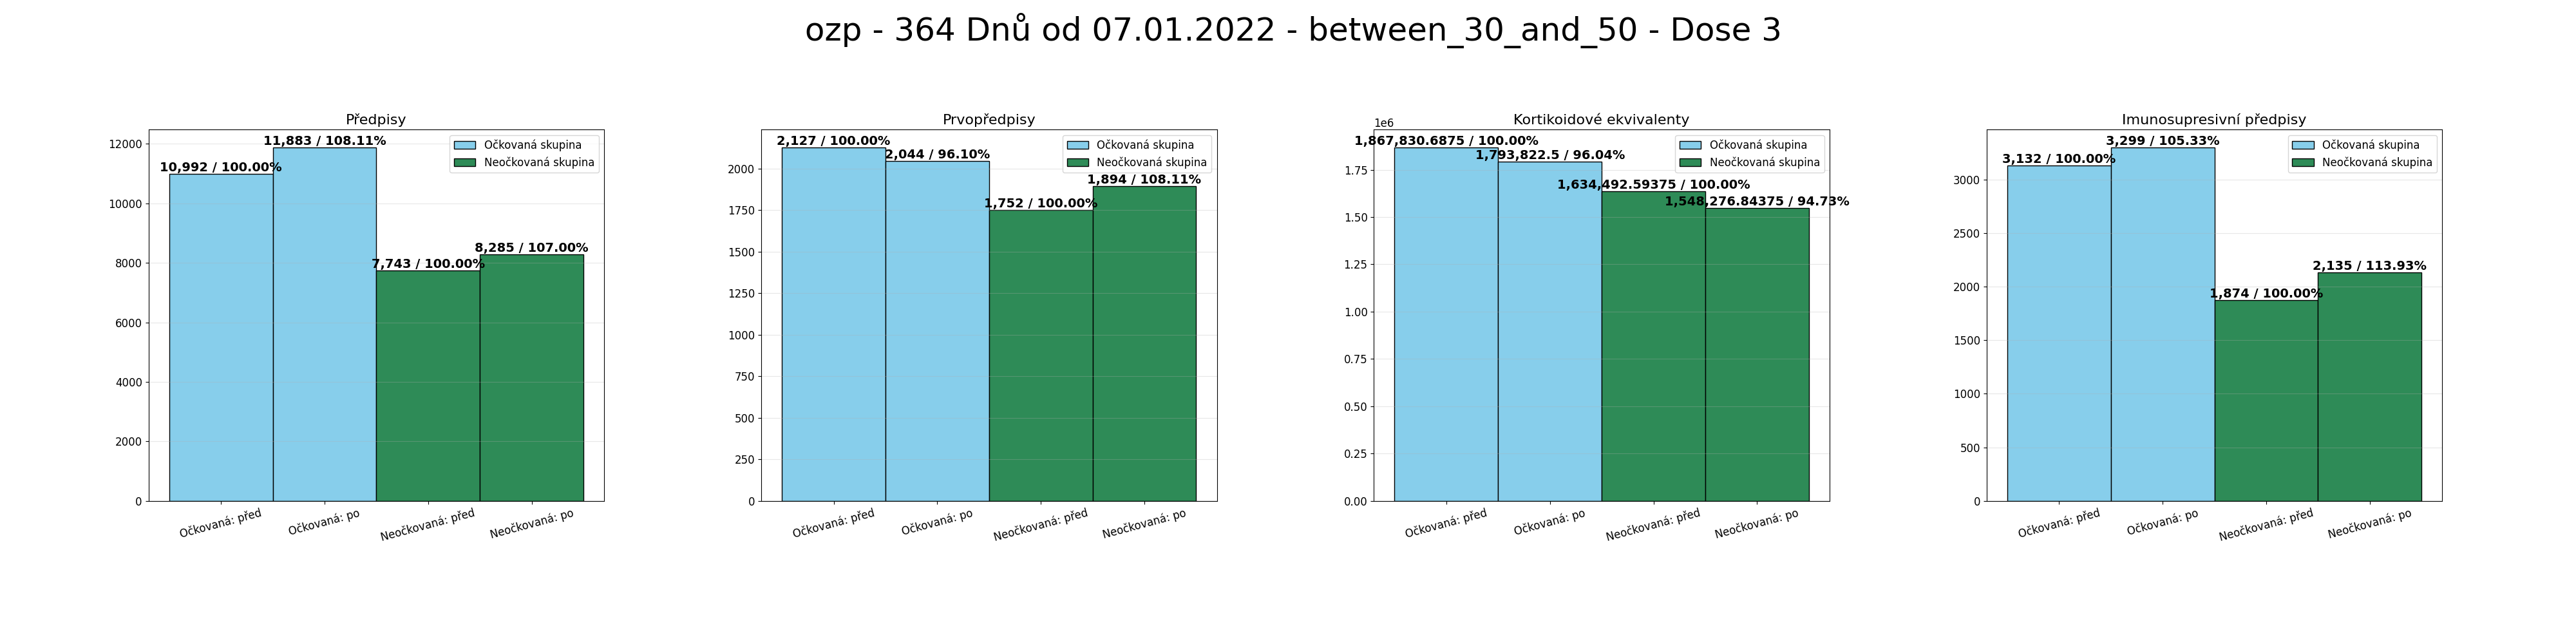 ozp - 364 Dnů od 07.01.2022 - between_30_and_50 - Dose 3
Předpisy
12000
10000
8000
6000
4000
2000
0
10,992 / 100.00%
11,883 / 108.11%
7,743 / 100.00%
8,285 / 107.00%
Očkovaná skupina
Neočkovaná skupina
Očkovaná: před
Očkovaná: po
Neočkovaná: před
Neočkovaná: po
Prvopředpisy
2000
1750
1500
1250
1000
750
500
250
0
2,127 / 100.00%
2,044 / 96.10%
1,752 / 100.00%
1,894 / 108.11%
Očkovaná skupina
Neočkovaná skupina
Očkovaná: před
Očkovaná: po
Neočkovaná: před
Neočkovaná: po
Kortikoidové ekvivalenty
1e6
1.75
1.50
1.25
1.00
0.75
0.50
0.25
0.00
1,867,830.6875 / 100.00%
1,793,822.5 / 96.04%
1,634,492.59375 / 100.00%
1,548,276.84375 / 94.73%
Očkovaná skupina
Neočkovaná skupina
Očkovaná: před
Očkovaná: po
Neočkovaná: před
Neočkovaná: po
Imunosupresivní předpisy
3000
2500
2000
1500
1000
500
0
3,132 / 100.00%
3,299 / 105.33%
1,874 / 100.00%
2,135 / 113.93%
Očkovaná skupina
Neočkovaná skupina
Očkovaná: před
Očkovaná: po
Neočkovaná: před
Neočkovaná: po